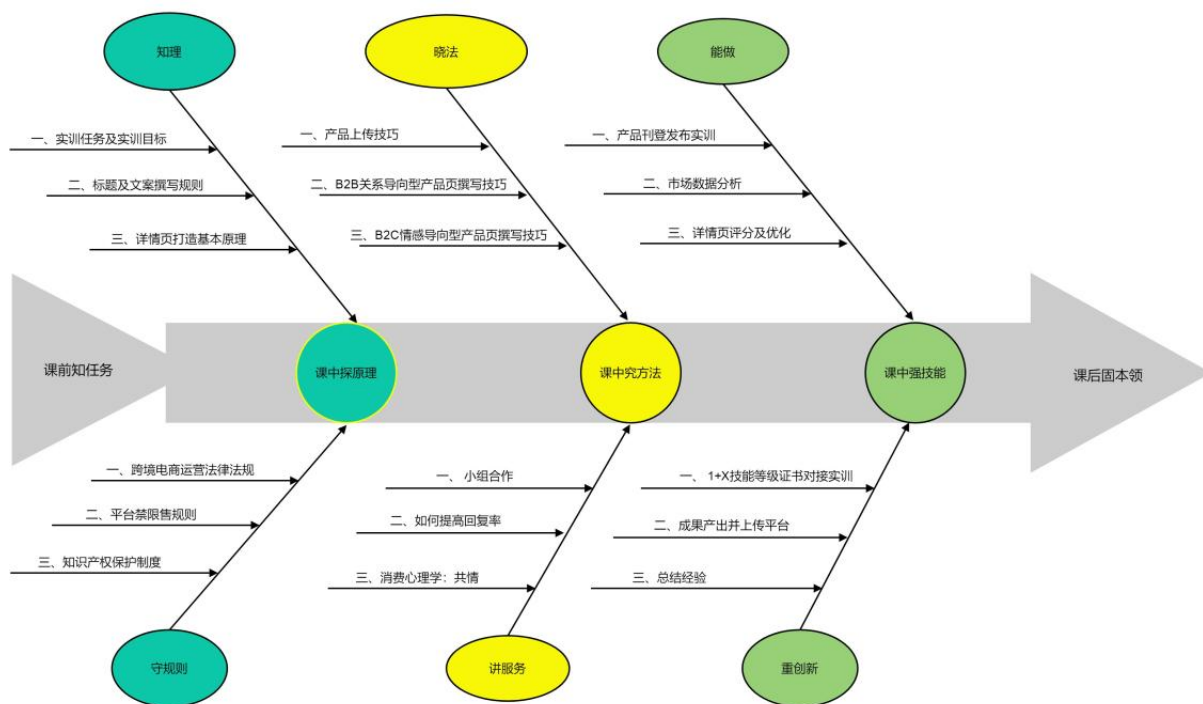 知理
晓法
能做
一、实训任务及实训目标
二、标题及文案撰写规则
三、详情页打造基本原理
一、产品上传技巧
二、B2B关系导向型产品页撰写技巧
三、B2C情感导向型产品页撰写技巧
一、产品刊登发布实训
二、市场数据分析
三、详情页评分及优化
课前知任务
课中探原理
课中究方法
课中强技能
课后固本领
一、跨境电商运营法律法规
二、平台禁限售规则
三、知识产权保护制度
一、 小组合作
二、如何提高回复率
三、消费心理学：共情
一、 1+X技能等级证书对接实训
二、成果产出并上传平台
三、总结经验
守规则
讲服务
重创新